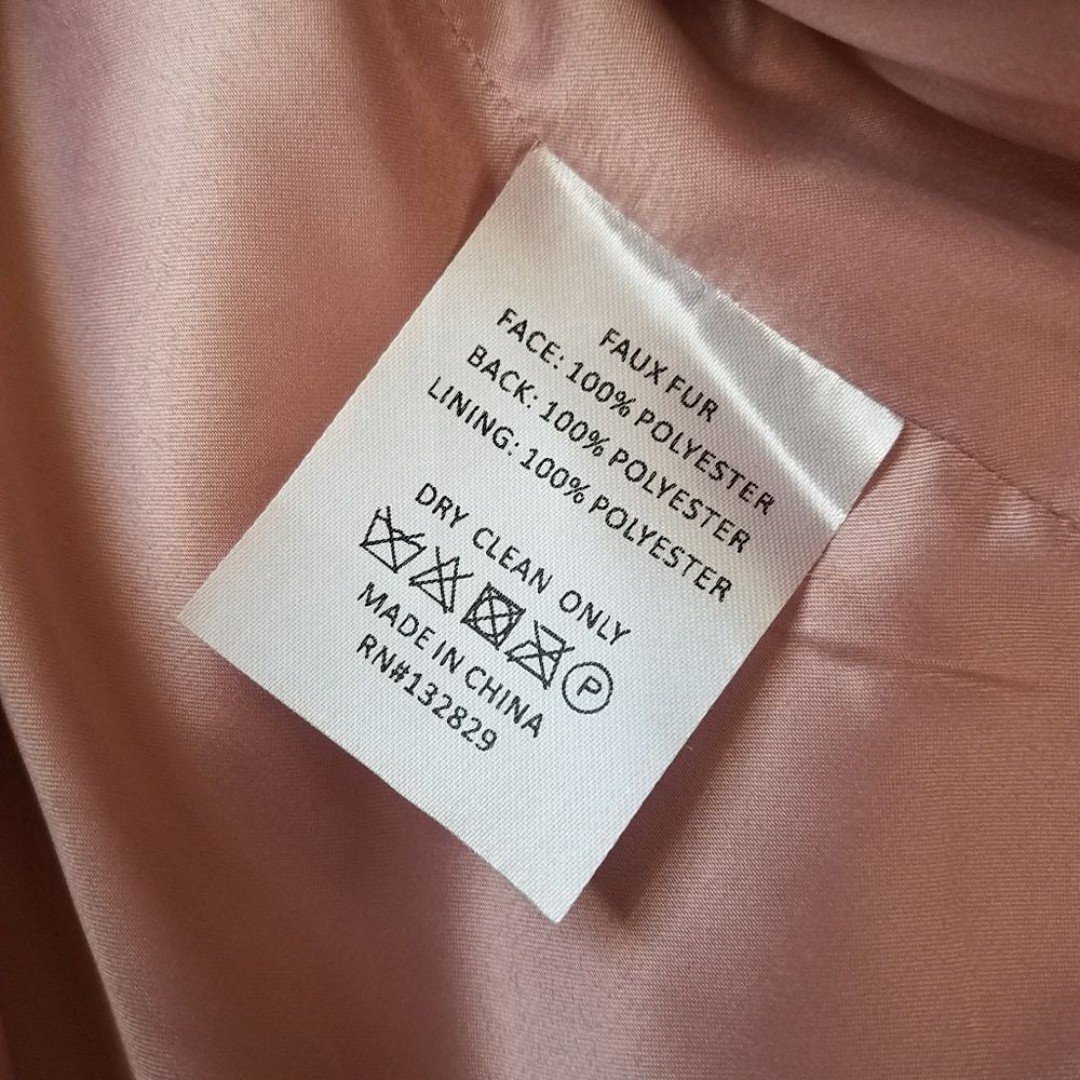 FAUX FUR
FACE: 100% POLYESTER
BACK: 100% POLYESTER
LINING: 100% POLYESTER
DRY CLEAN ONLY
P
MADE IN CHINA
RN#132829